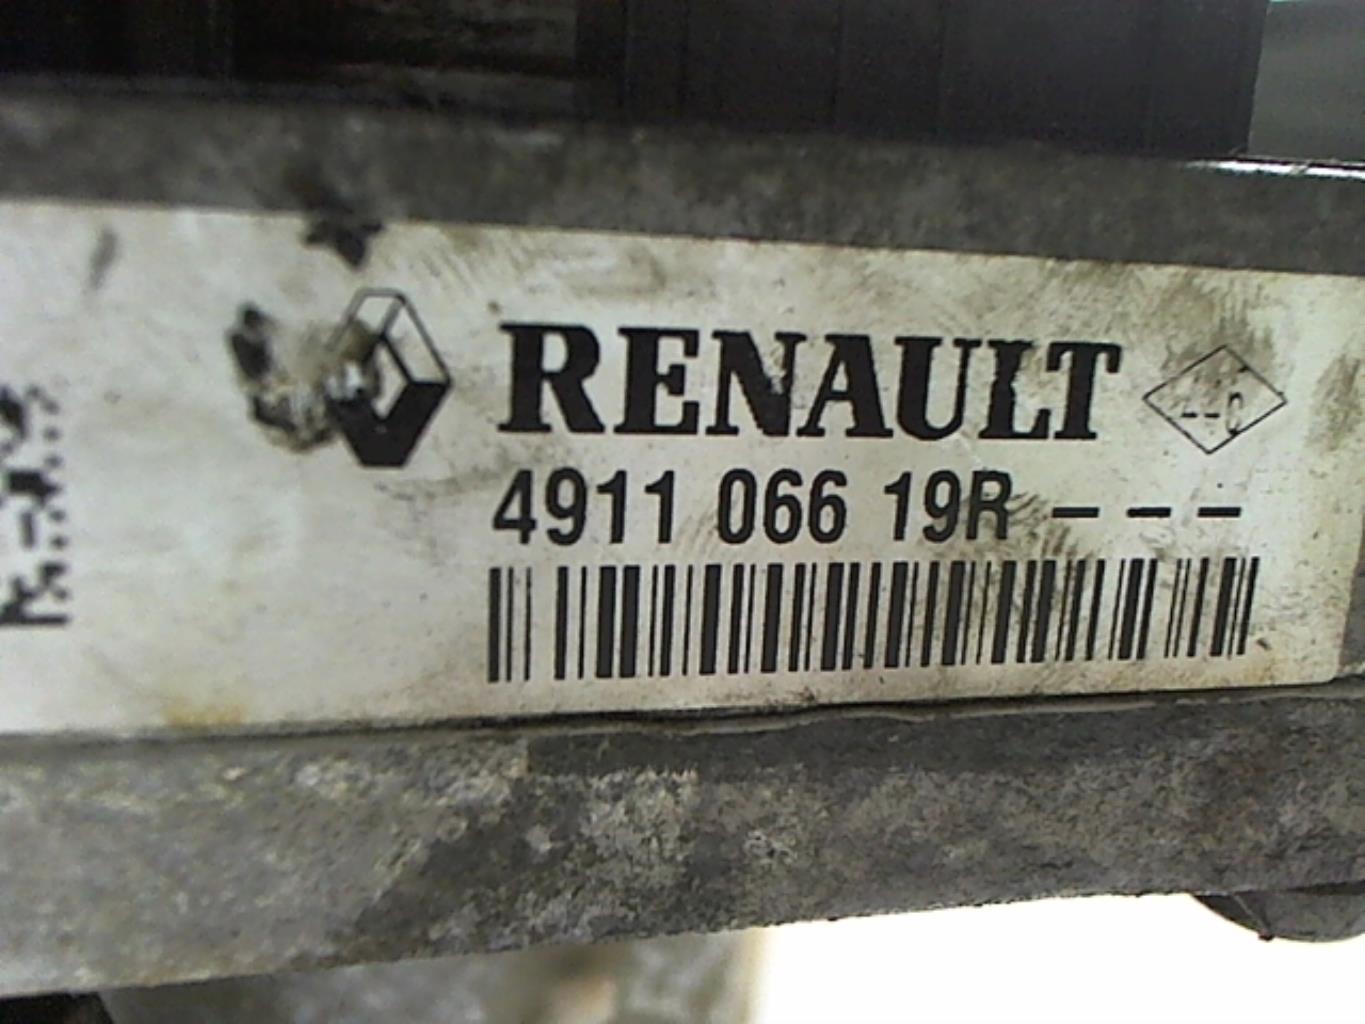 RENAULT
--C
4911 066 19R ---